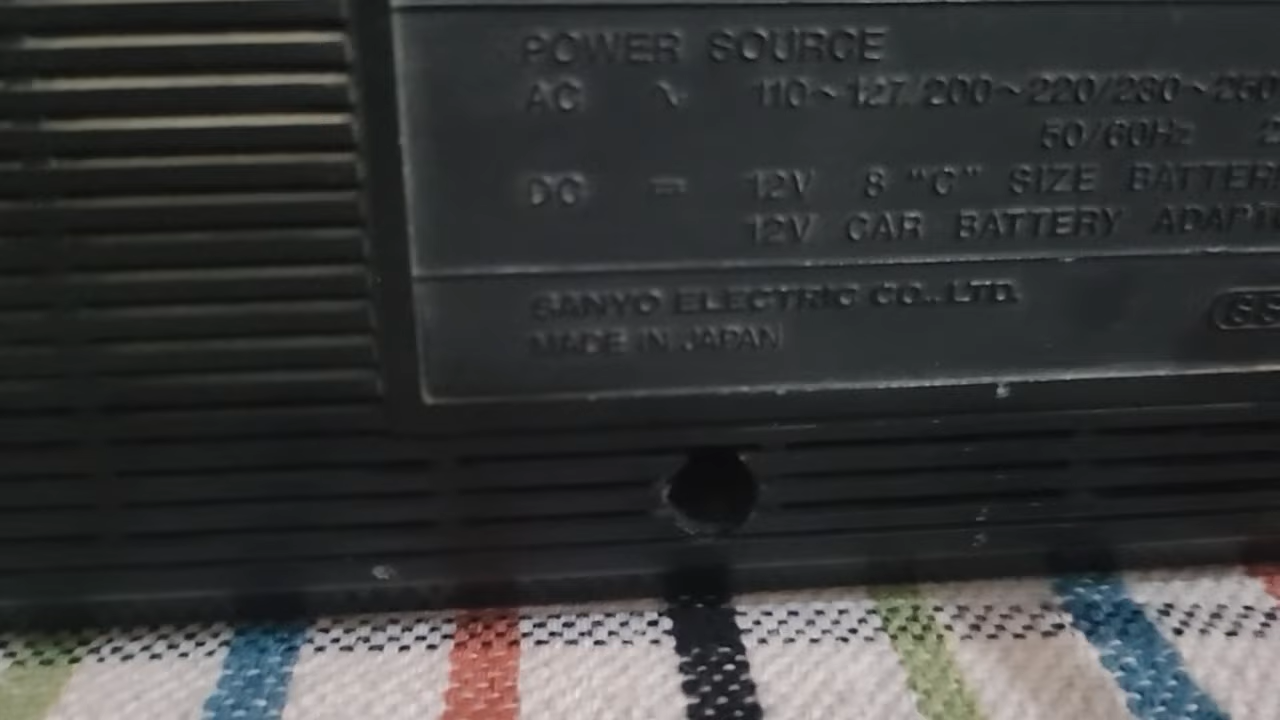 POWER SOURCE
AC ∿ 110~127/200~220/230~250
50/60Hz
DC ⎓ 12V 8 "C" SIZE
12V CAR BATTERY
SANYO ELECTRIC CO., LTD.
MADE IN JAPAN